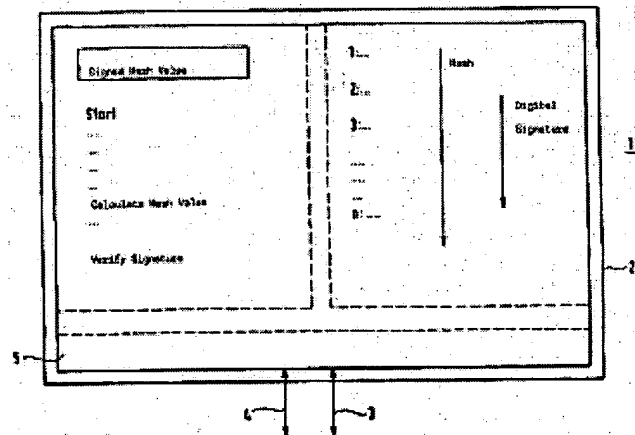 Signed Hash Value
Start
Calculate Hash Value
Verify Signature
1:...
2:...
3:...
n:...
Hash
Digital
Signature
1
2
5
4
3